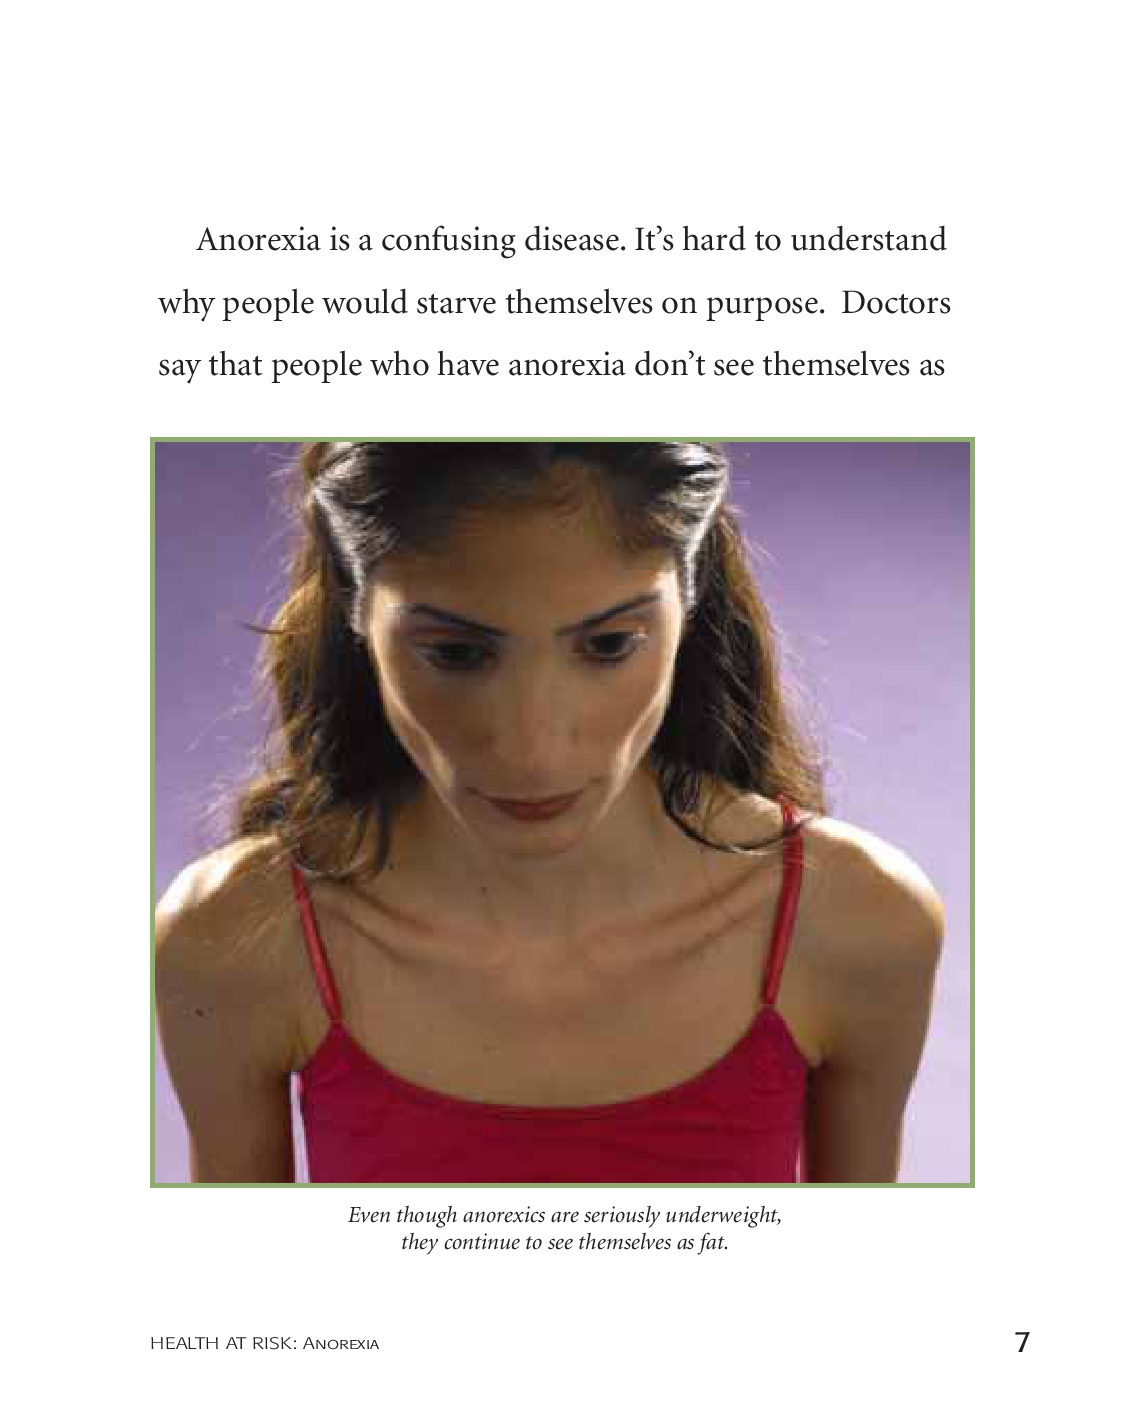 Anorexia is a confusing disease. It’s hard to understand
why people would starve themselves on purpose.  Doctors
say that people who have anorexia don’t see themselves as
Even though anorexics are seriously underweight,
they continue to see themselves as fat.
HEALTH AT RISK: ANOREXIA
7